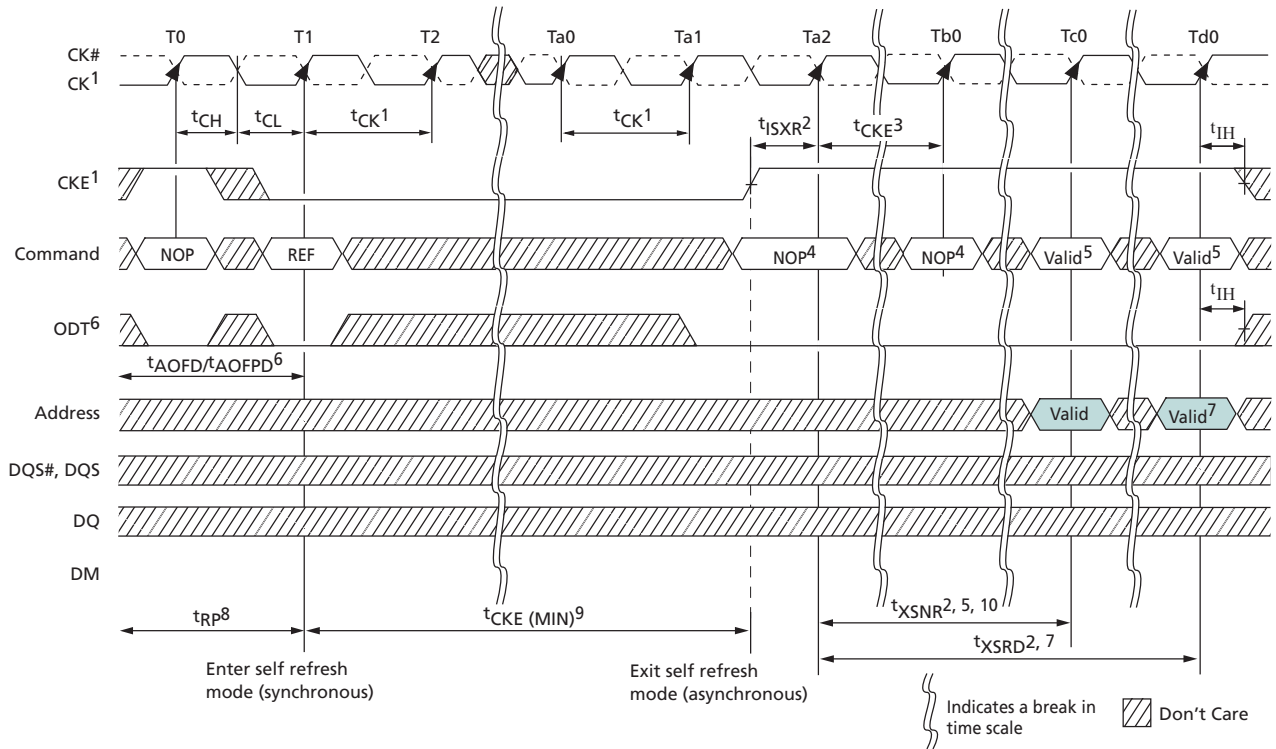 T0 T1 T2 Ta0 Ta1 Ta2 Tb0 Tc0 Td0
CK#
CK1
tCH tCL tCK1 tCK1 tISXR2 tCKE3 tIH
CKE1
Command NOP REF NOP4 NOP4 Valid5 Valid5
tIH
ODT6
tAOFD/tAOFPD6
Address Valid Valid7
DQS#, DQS
DQ
DM
tRP8 tCKE (MIN)9 tXSNR2, 5, 10
tXSRD2, 7
Enter self refresh
mode (synchronous)
Exit self refresh
mode (asynchronous)
Indicates a break in
time scale
Don't Care